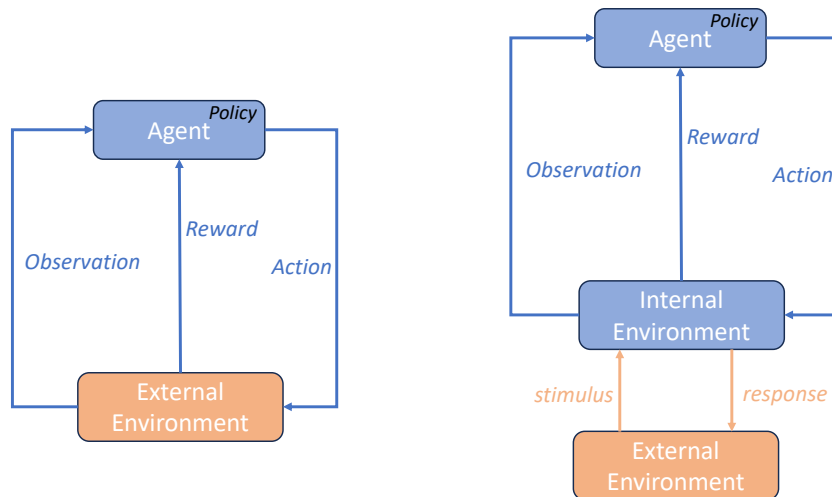 Policy
Agent
Observation
Reward
Action
External
Environment
Policy
Agent
Reward
Observation
Action
Internal
Environment
stimulus
response
External
Environment